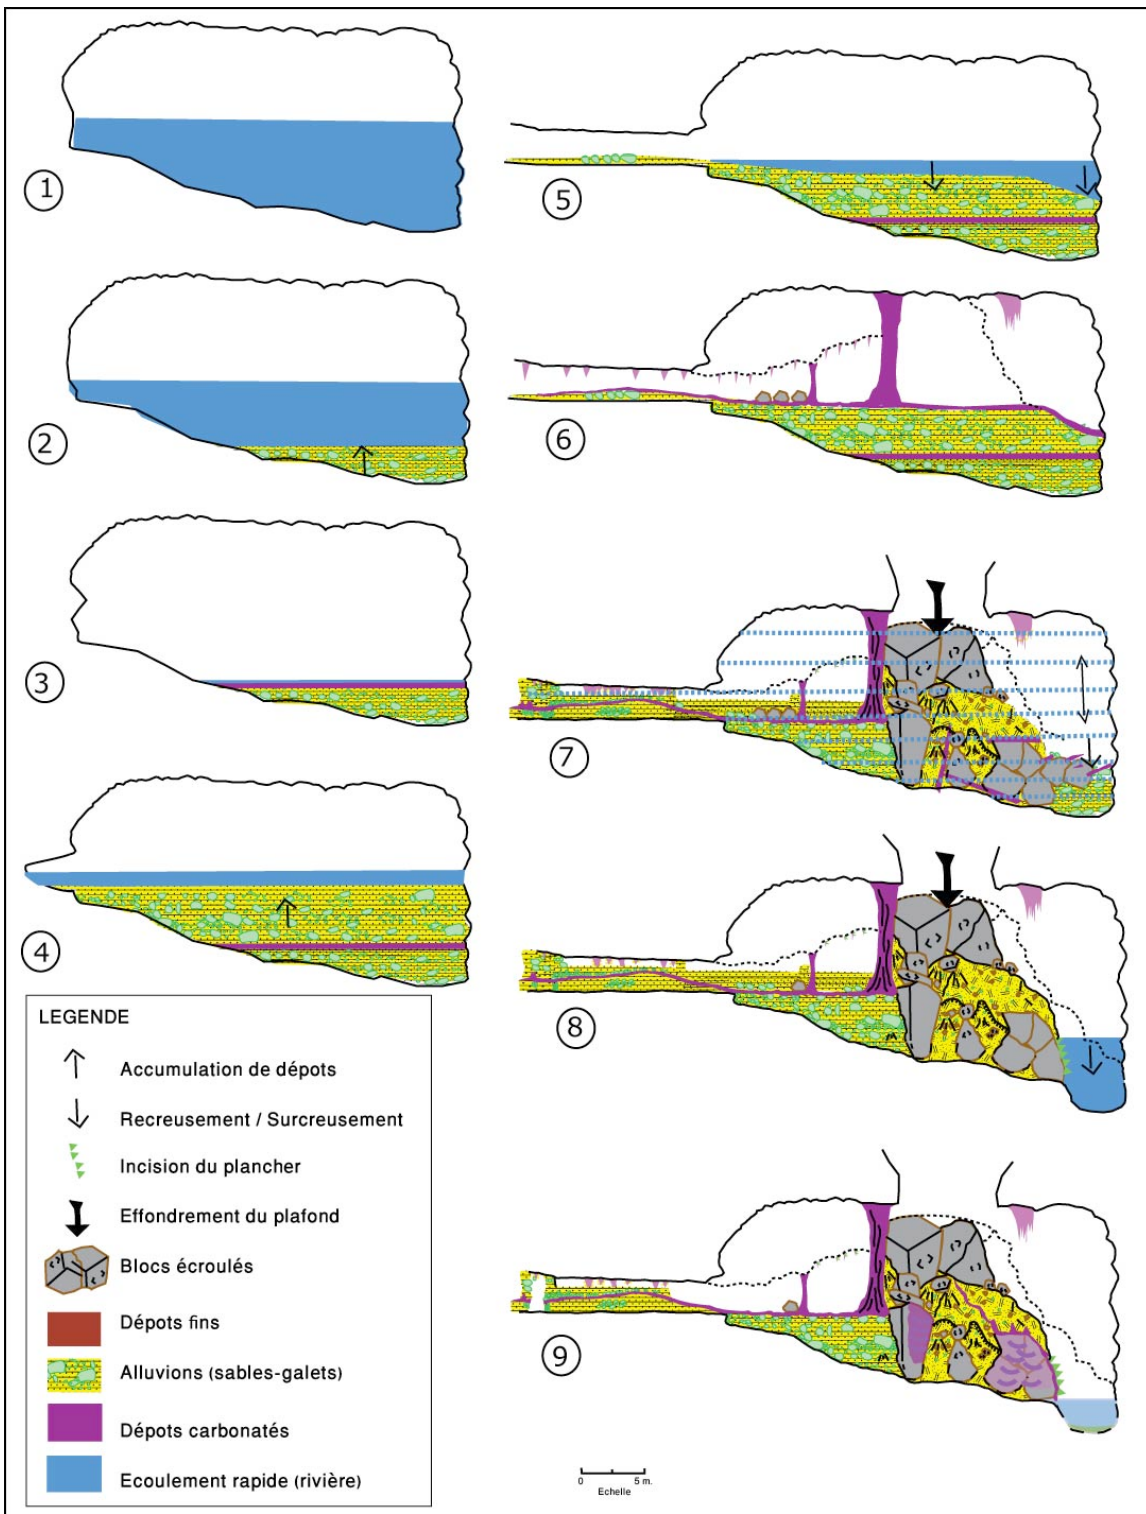 1
2
3
4
5
6
7
8
9
LEGENDE
Accumulation de dépots
Recreusement / Surcreusement
Incision du plancher
Effondrement du plafond
Blocs écroulés
Dépots fins
Alluvions (sables-galets)
Dépots carbonatés
Ecoulement rapide (rivière)
0 5 m.
Echelle